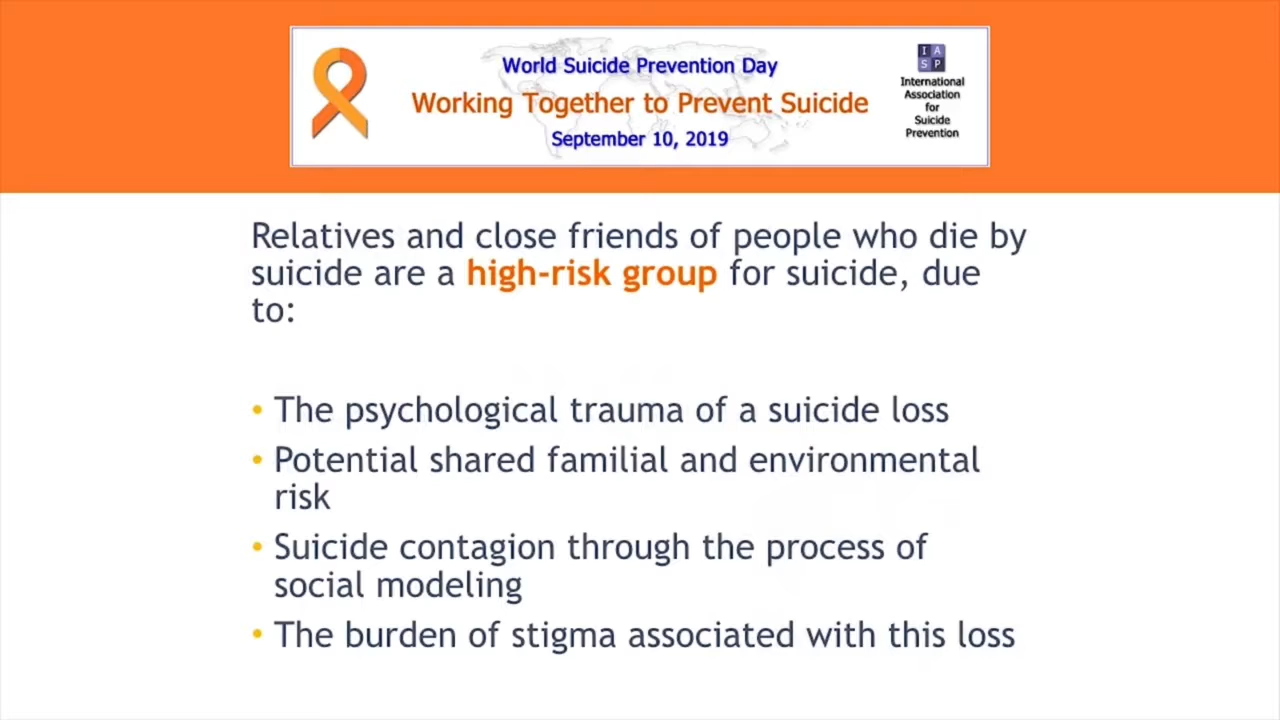 World Suicide Prevention Day
Working Together to Prevent Suicide
September 10, 2019
I A
S P
International
Association
for
Suicide
Prevention
Relatives and close friends of people who die by
suicide are a high-risk group for suicide, due
to:
• The psychological trauma of a suicide loss
• Potential shared familial and environmental
risk
• Suicide contagion through the process of
social modeling
• The burden of stigma associated with this loss